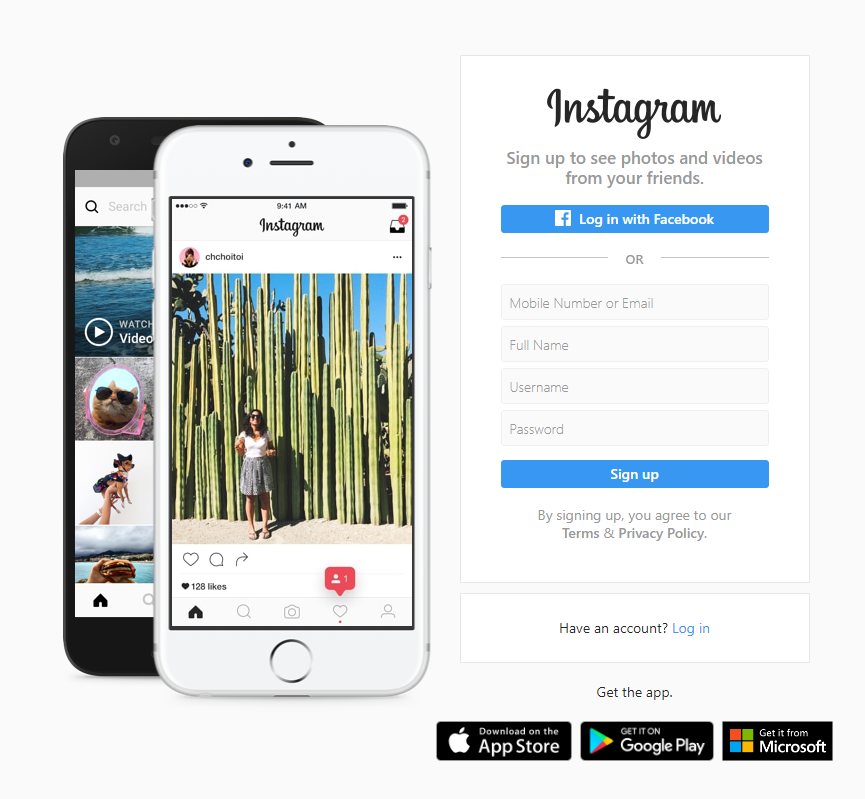 Search
WATCH
Video
9:41 AM
Instagram
2
chchoitoi
128 likes
1
Instagram
Sign up to see photos and videos
from your friends.
Log in with Facebook
OR
Mobile Number or Email
Full Name
Username
Password
Sign up
By signing up, you agree to our
Terms & Privacy Policy.
Have an account? Log in
Get the app.
Download on the
App Store
GET IT ON
Google Play
Get it from
Microsoft